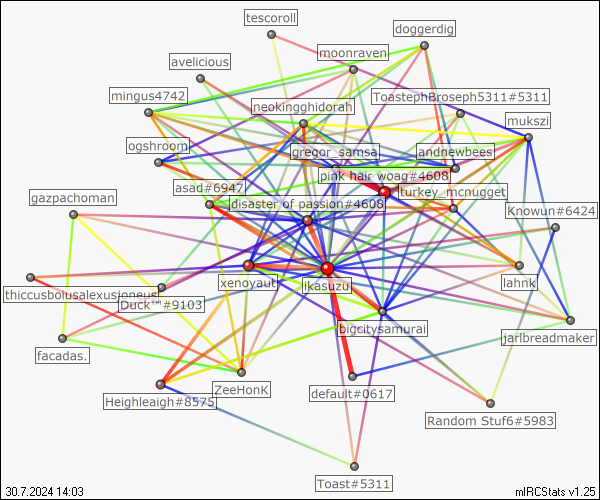 tescoroll
doggerdig
moonraven
avelicious
mingus4742
ToastephBroseph5311#5311
neokingghidorah
mukszi
ogshroom
gregor_samsa
andnewbees
pink hair woag#4608
asad#6947
turkey_mcnugget
gazpachoman
disaster of passion#4608
Knowun#6424
xenoyaut
likasuzu
lahnk
Duck™#9103
bigcitysamurai
jarlbreadmaker
facadas.
ZeeHonK
default#0617
Heighleaigh#8575
Random Stuf6#5983
Toast#5311
30.7.2024 14:03
mIRCStats v1.25